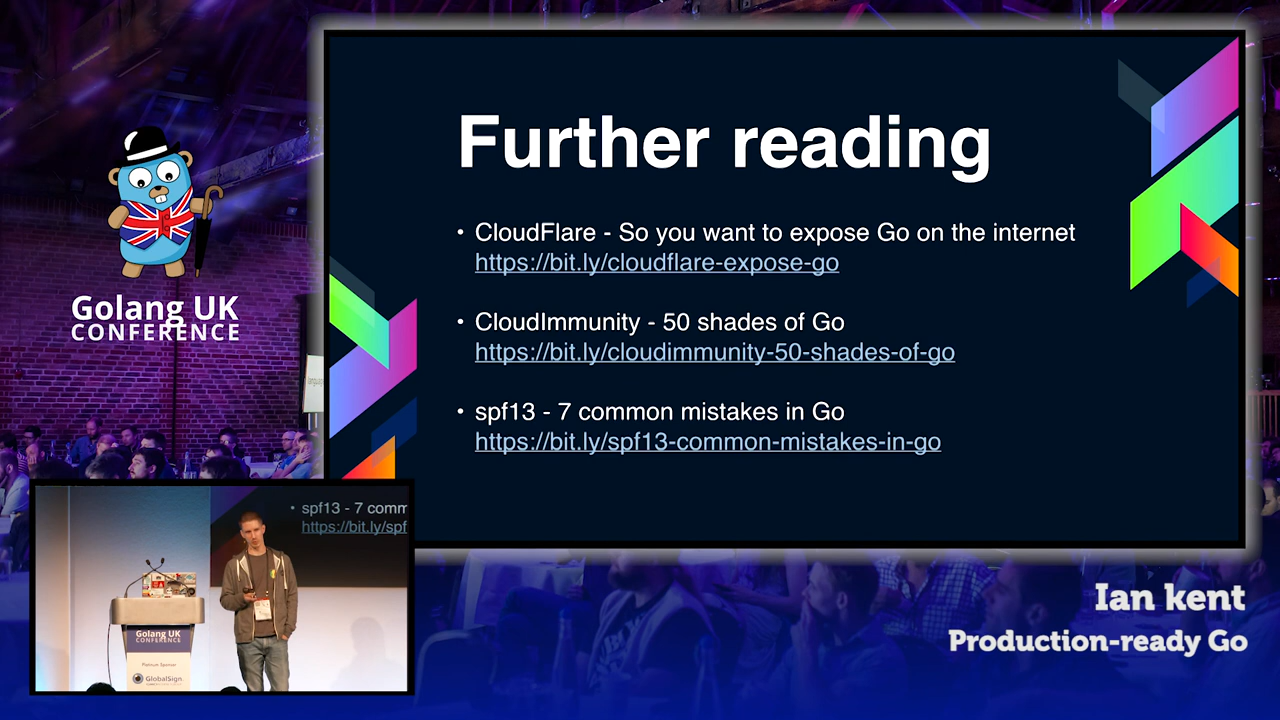 Golang UK
CONFERENCE
Further reading
• CloudFlare - So you want to expose Go on the internet
https://bit.ly/cloudflare-expose-go
• CloudImmunity - 50 shades of Go
https://bit.ly/cloudimmunity-50-shades-of-go
• spf13 - 7 common mistakes in Go
https://bit.ly/spf13-common-mistakes-in-go
• spf13 - 7 comm
https://bit.ly/spf
Golang UK
CONFERENCE
Platinum Sponsor
GlobalSign
Ian kent
Production-ready Go